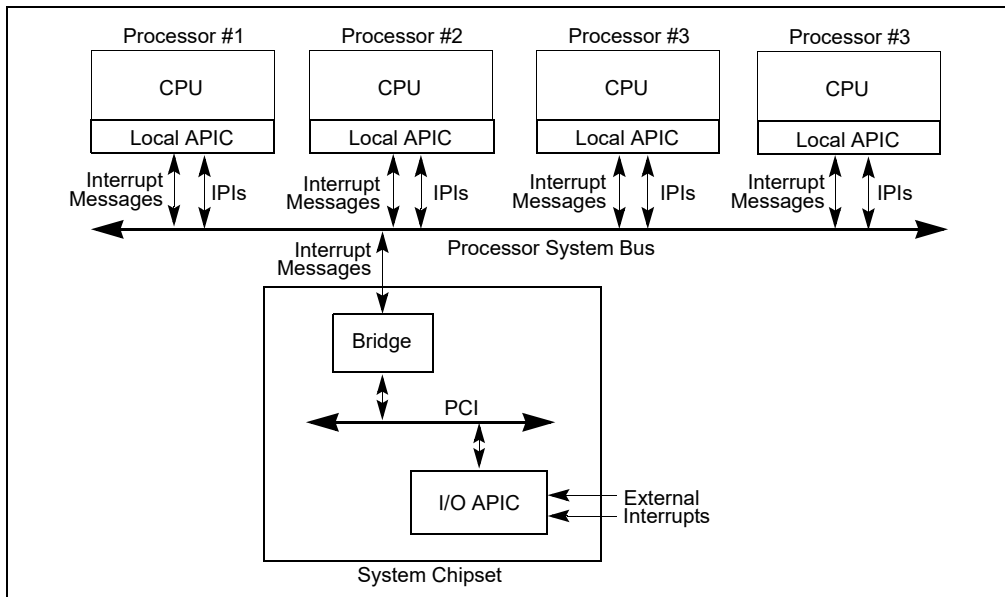 Processor #1
Processor #2
Processor #3
Processor #3
CPU
CPU
CPU
CPU
Local APIC
Local APIC
Local APIC
Local APIC
Interrupt
Messages
IPIs
Interrupt
Messages
IPIs
Interrupt
Messages
IPIs
Interrupt
Messages
IPIs
Processor System Bus
Interrupt
Messages
Bridge
PCI
I/O APIC
External
Interrupts
System Chipset